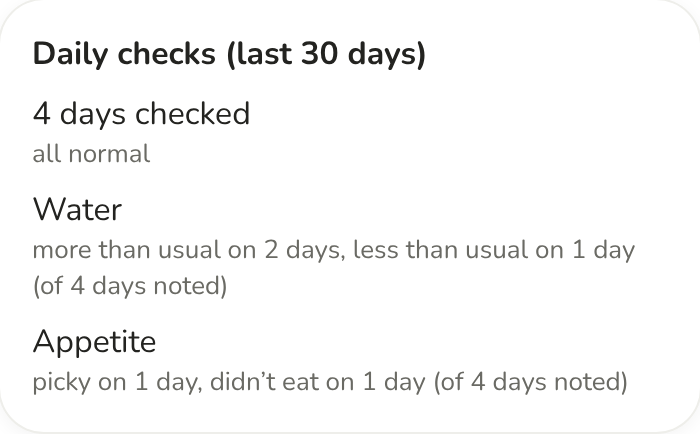 Daily checks (last 30 days)
4 days checked
all normal
Water
more than usual on 2 days, less than usual on 1 day
(of 4 days noted)
Appetite
picky on 1 day, didn’t eat on 1 day (of 4 days noted)